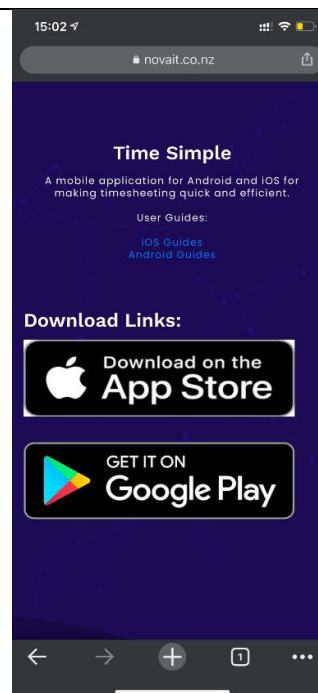 15:02
novait.co.nz
Time Simple
A mobile application for Android and iOS for
making timesheeting quick and efficient.
User Guides:
iOS Guides
Android Guides
Download Links:
Download on the
App Store
GET IT ON
Google Play
1